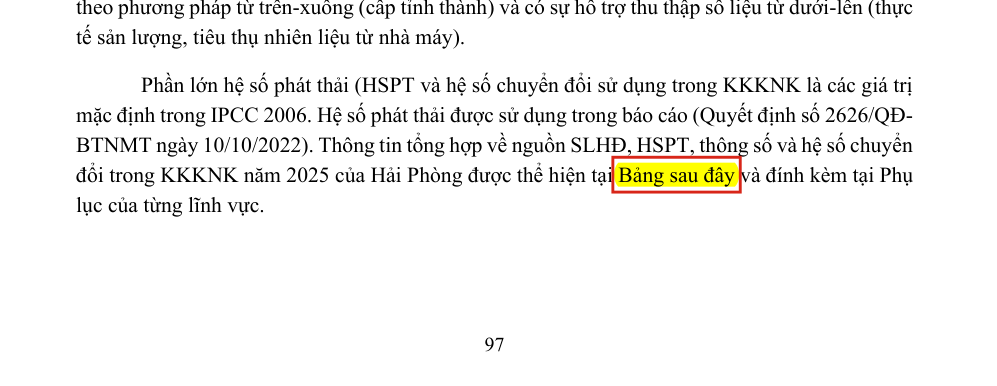 theo phương pháp từ trên-xuống (cấp tỉnh thành) và có sự hỗ trợ thu thập số liệu từ dưới-lên (thực
tế sản lượng, tiêu thụ nhiên liệu từ nhà máy).
Phần lớn hệ số phát thải (HSPT và hệ số chuyển đổi sử dụng trong KKKNK là các giá trị
mặc định trong IPCC 2006. Hệ số phát thải được sử dụng trong báo cáo (Quyết định số 2626/QĐ-
BTNMT ngày 10/10/2022). Thông tin tổng hợp về nguồn SLHĐ, HSPT, thông số và hệ số chuyển
đổi trong KKKNK năm 2025 của Hải Phòng được thể hiện tại Bảng sau đây và đính kèm tại Phụ
lục của từng lĩnh vực.
97